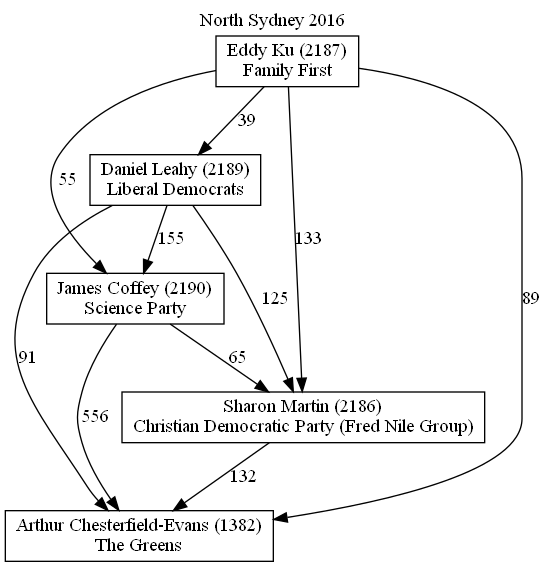 North Sydney 2016
Eddy Ku (2187)
Family First
39
Daniel Leahy (2189)
Liberal Democrats
55
155
133
James Coffey (2190)
Science Party
125
89
91
65
556
Sharon Martin (2186)
Christian Democratic Party (Fred Nile Group)
132
Arthur Chesterfield-Evans (1382)
The Greens